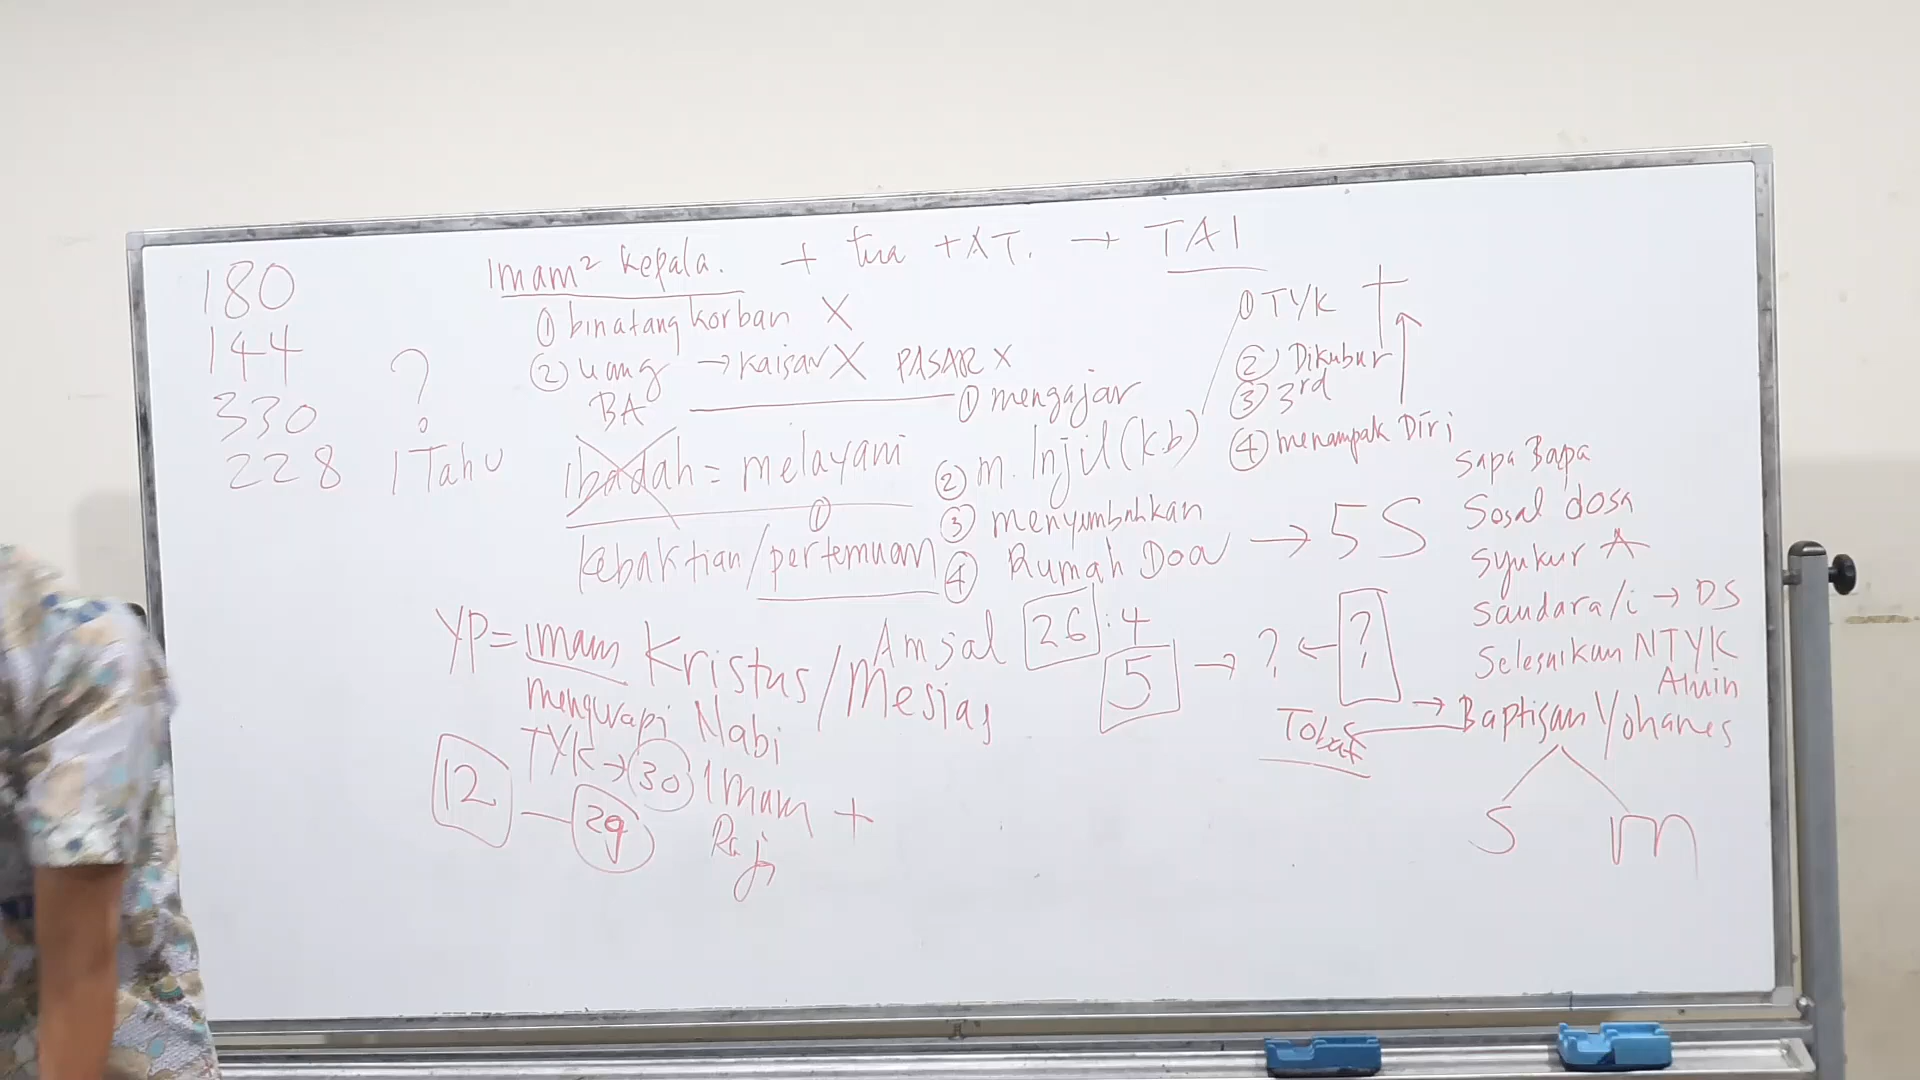 180
144
330 ?
228 1 Tahu
Imam² kepala. + tua + AT. → TAI
① binatang korban X
② uang → kaisar X PASAR X
BA ① mengajar
Ibadah = melayani
② m. Injil (k.b)
③ menyembahkan
① kebaktian/pertemuan
④ Rumah Doa → 5S
① TYK †
② Dikubur
③ 3rd
④ menampak Diri
Sapa Bapa
Sosal dosa
Syukur A
Saudara/i → DS
Selesaikan NTYK
Amin
YP = Imam Kristus/Mesias
mengurapi Nabi
TYK → 30 Imam +
12 — 29 Raj
Amsal 26 : 4
5 → ? ← ?
→ Baptisan Yohanes
Tobat
S m